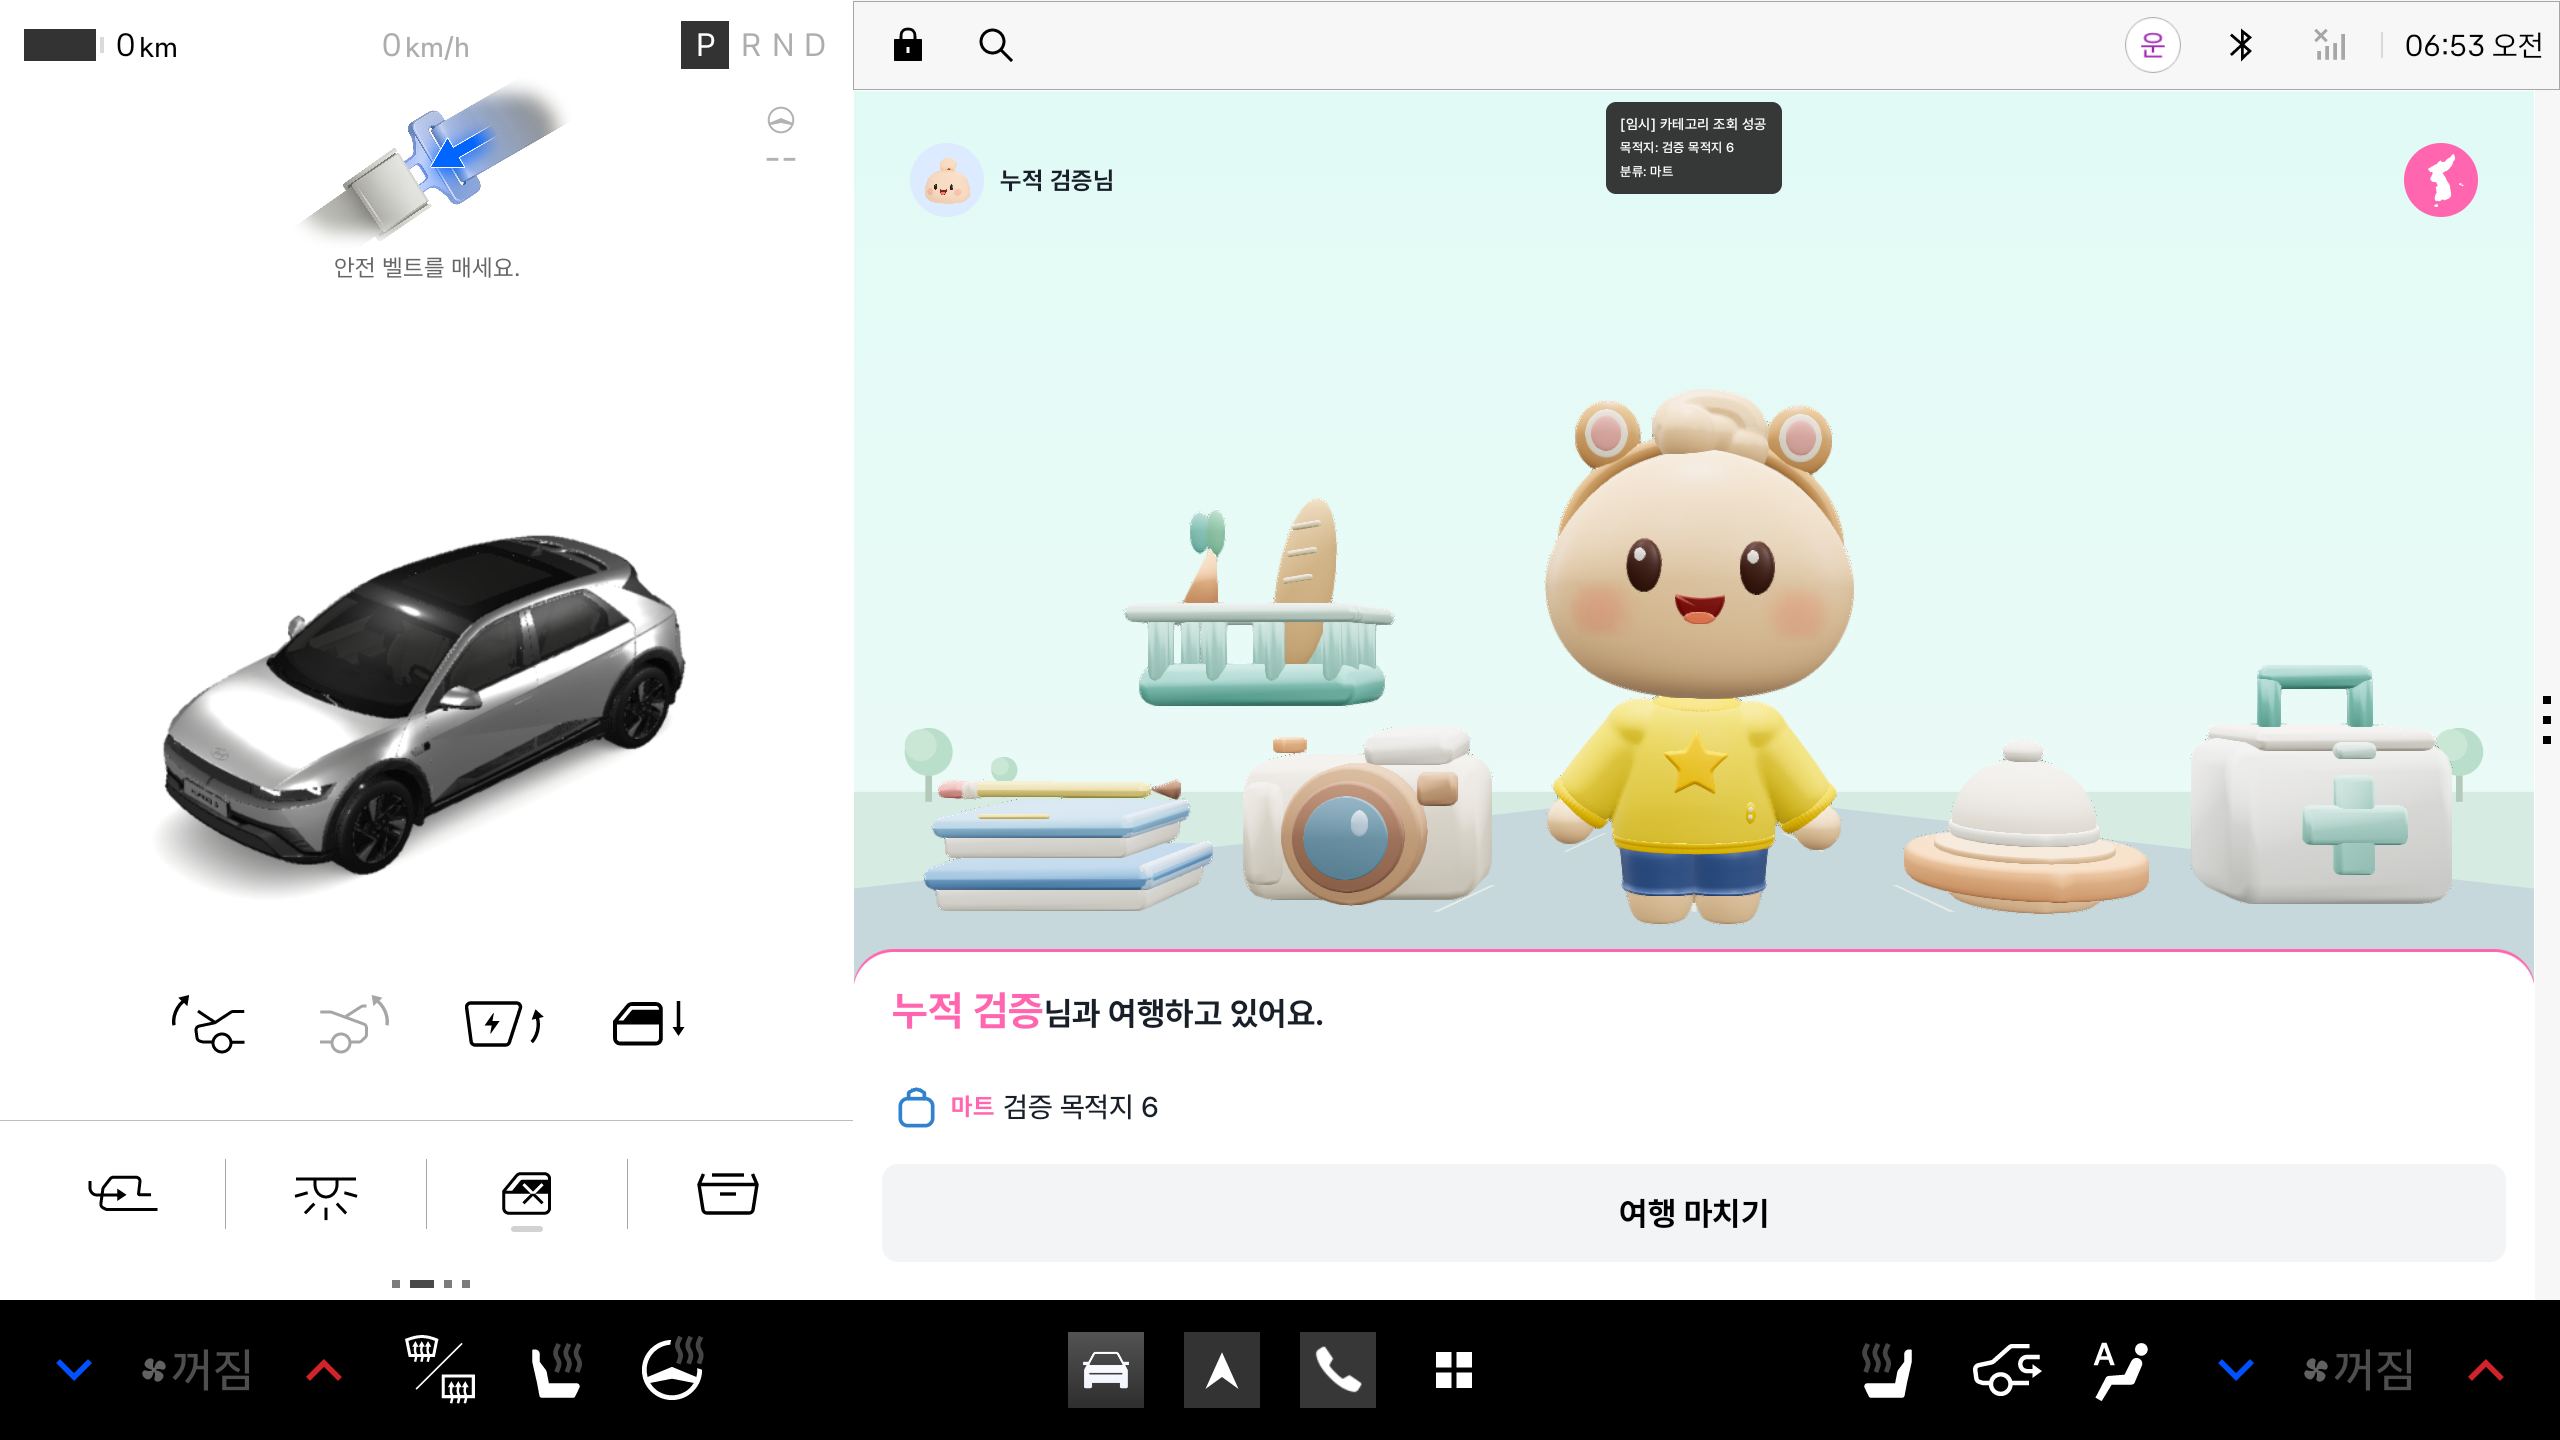 0 km
0 km/h
P R N D
운
06:53 오전
안전 벨트를 매세요.
누적 검증님
[임시] 카테고리 조회 성공
목적지: 검증 목적지 6
분류: 마트
누적 검증님과 여행하고 있어요.
마트 검증 목적지 6
여행 마치기
꺼짐
A
꺼짐